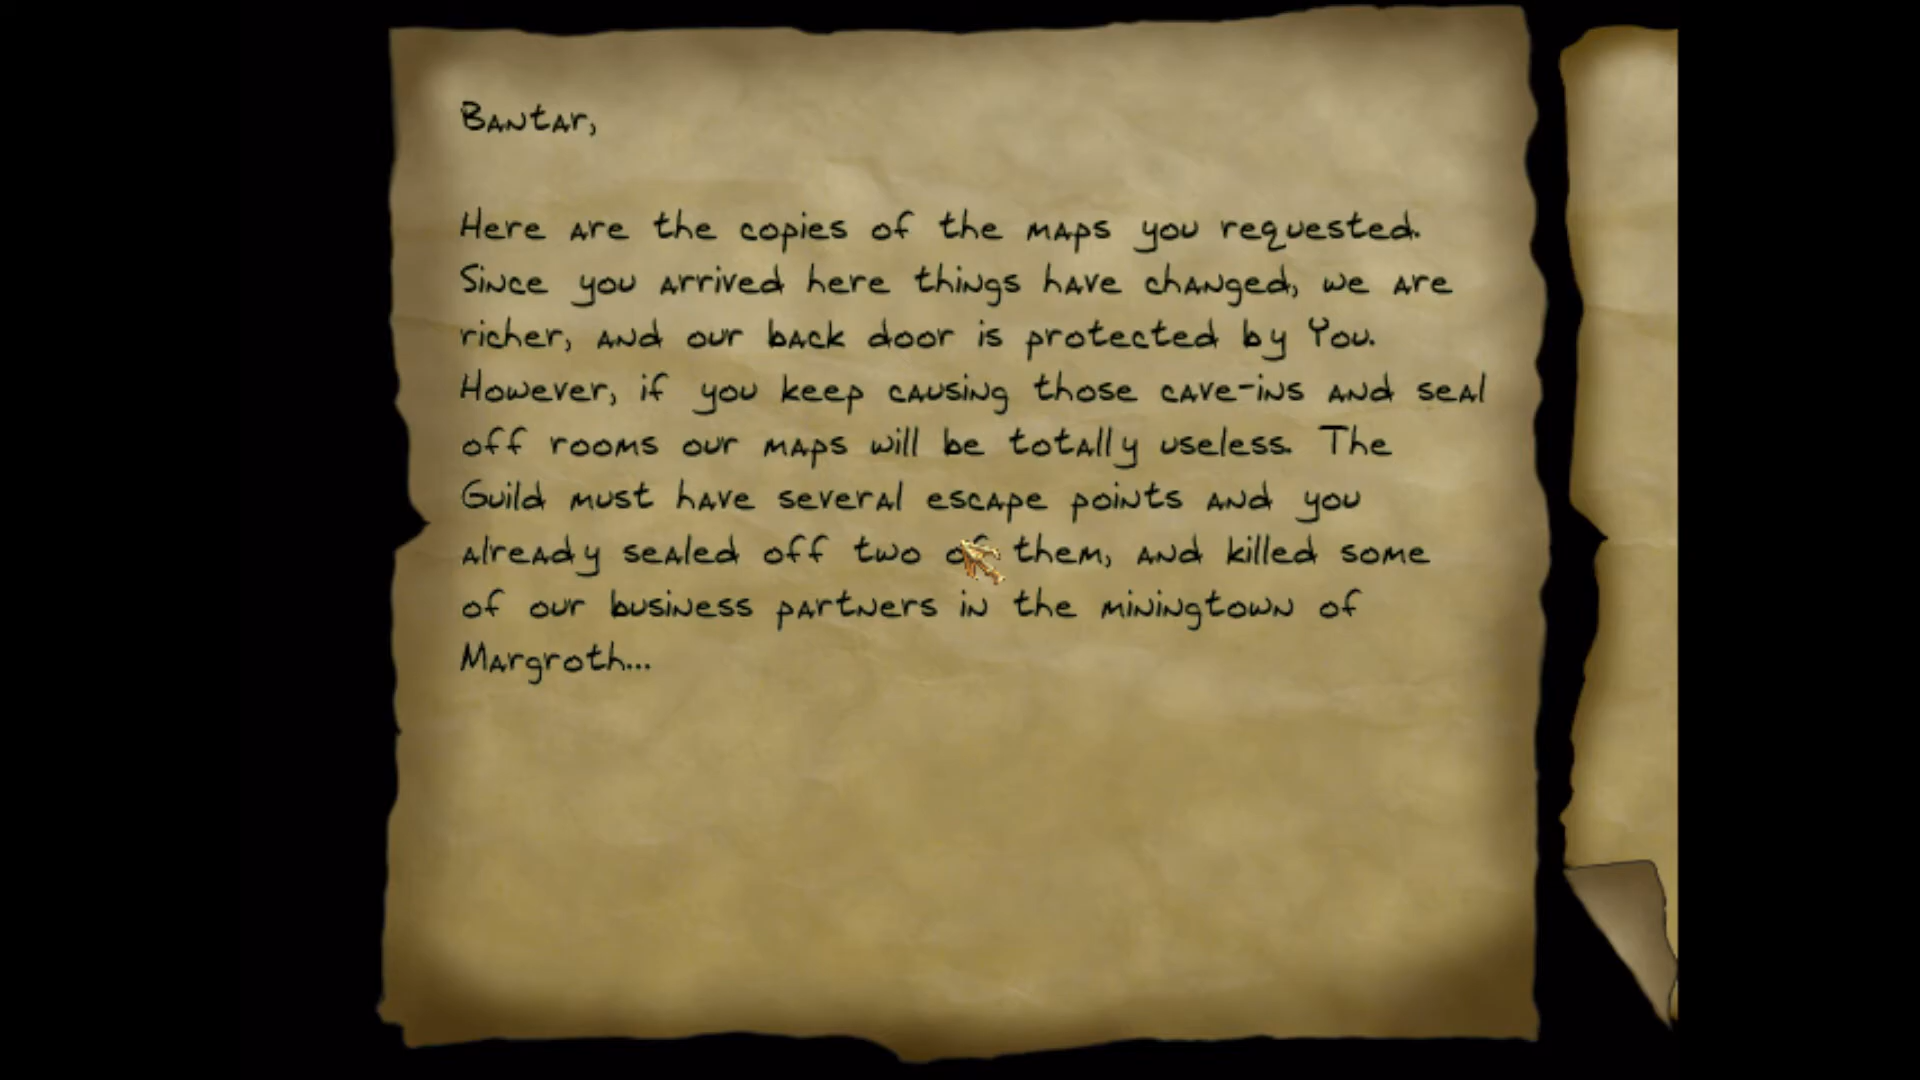 Bantar,
Here are the copies of the maps you requested.
Since you arrived here things have changed, we are
richer, and our back door is protected by You.
However, if you keep causing those cave-ins and seal
off rooms our maps will be totally useless. The
Guild must have several escape points and you
already sealed off two of them, and killed some
of our business partners in the miningtown of
Margroth...